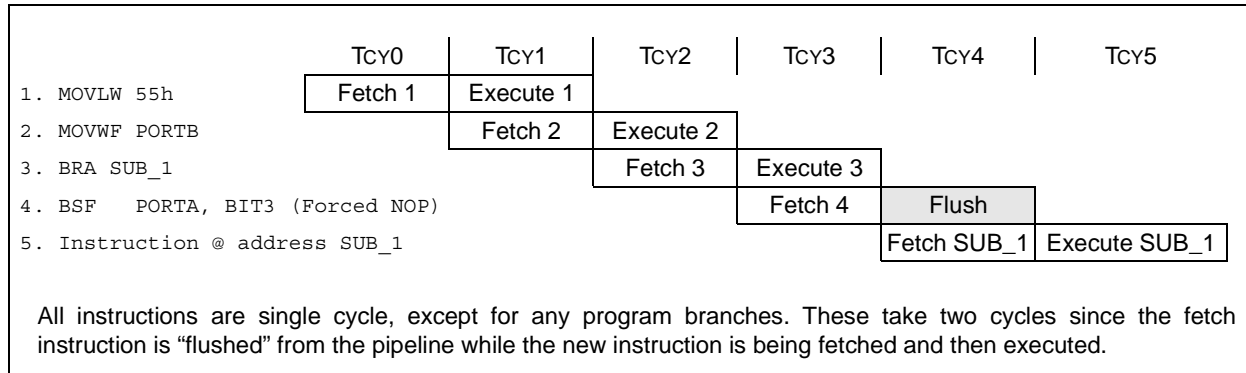 TCY0 TCY1 TCY2 TCY3 TCY4 TCY5
1. MOVLW 55h Fetch 1 Execute 1
2. MOVWF PORTB Fetch 2 Execute 2
3. BRA SUB_1 Fetch 3 Execute 3
4. BSF PORTA, BIT3 (Forced NOP) Fetch 4 Flush
5. Instruction @ address SUB_1 Fetch SUB_1 Execute SUB_1
All instructions are single cycle, except for any program branches. These take two cycles since the fetch
instruction is “flushed” from the pipeline while the new instruction is being fetched and then executed.